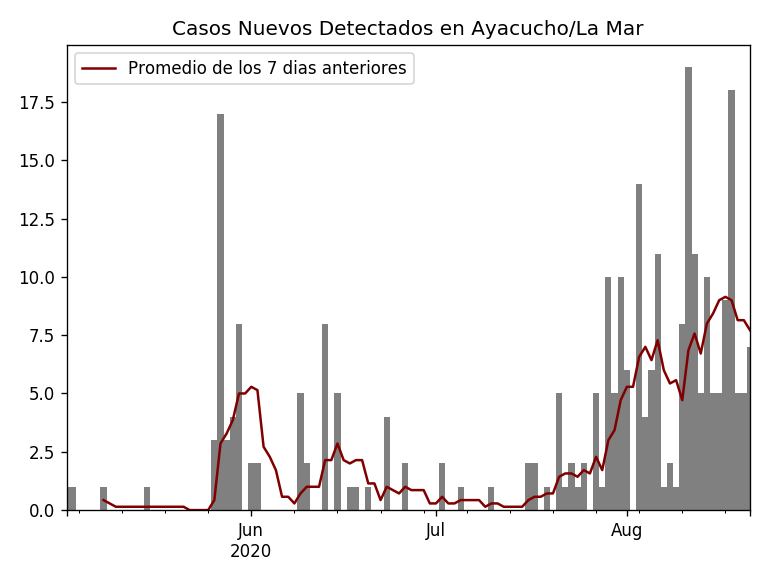 Casos Nuevos Detectados en Ayacucho/La Mar
Promedio de los 7 dias anteriores
17.5
15.0
12.5
10.0
7.5
5.0
2.5
0.0
Jun
2020
Jul
Aug